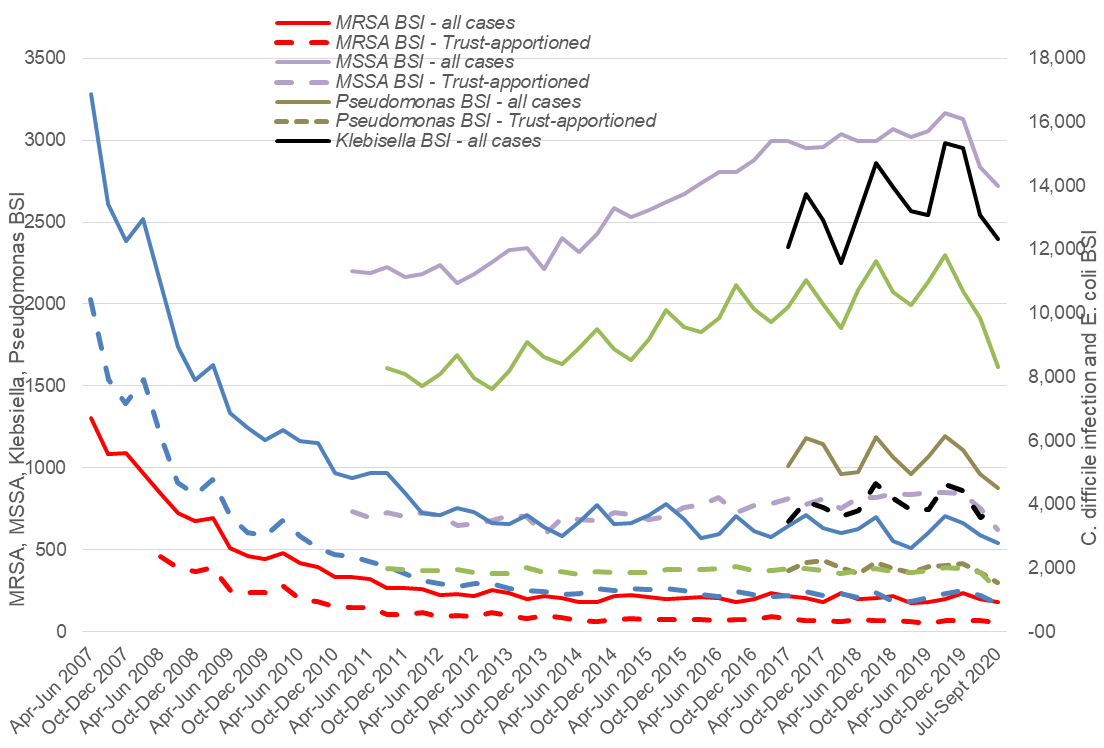 MRSA BSI - all cases
MRSA BSI - Trust-apportioned
MSSA BSI - all cases
MSSA BSI - Trust-apportioned
Pseudomonas BSI - all cases
Pseudomonas BSI - Trust-apportioned
Klebisella BSI - all cases
3500
3000
2500
2000
1500
1000
500
0
MRSA, MSSA, Klebsiella, Pseudomonas BSI
18,000
16,000
14,000
12,000
10,000
8,000
6,000
4,000
2,000
-00
C. difficile infection and E. coli BSI
Apr-Jun 2007
Oct-Dec 2007
Apr-Jun 2008
Oct-Dec 2008
Apr-Jun 2009
Oct-Dec 2009
Apr-Jun 2010
Oct-Dec 2010
Apr-Jun 2011
Oct-Dec 2011
Apr-Jun 2012
Oct-Dec 2012
Apr-Jun 2013
Oct-Dec 2013
Apr-Jun 2014
Oct-Dec 2014
Apr-Jun 2015
Oct-Dec 2015
Apr-Jun 2016
Oct-Dec 2016
Apr-Jun 2017
Oct-Dec 2017
Apr-Jun 2018
Oct-Dec 2018
Apr-Jun 2019
Oct-Dec 2019
Jul-Sept 2020